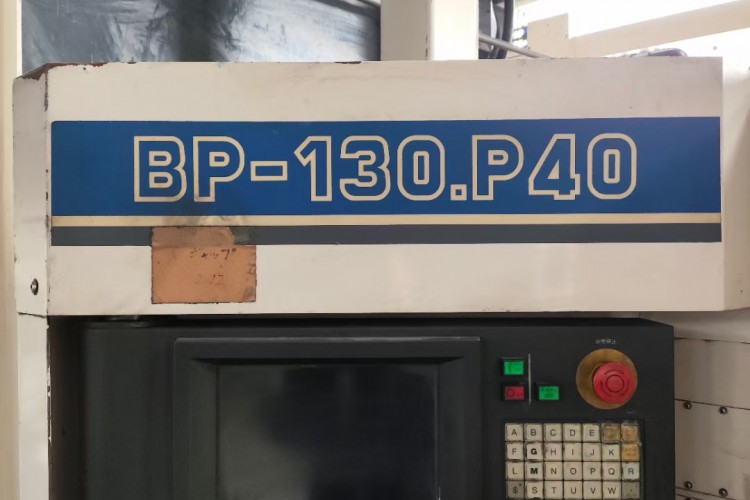 BP-130.P40
A B C D E
F G H I J K
L M N O P Q R
$ S T U V W